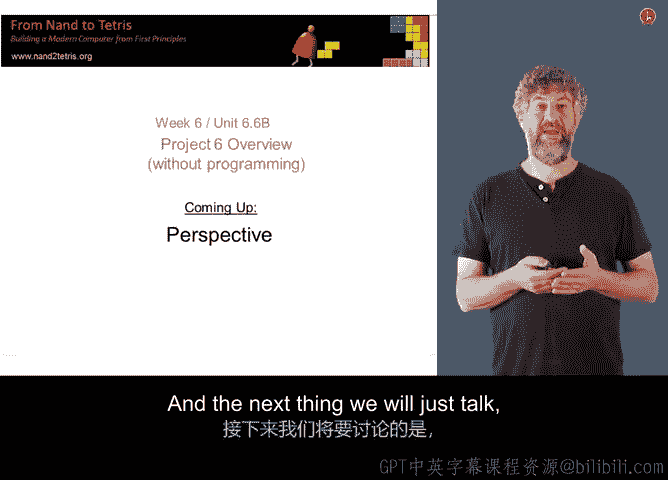 From Nand to Tetris
Building a Modern Computer from First Principles
www.nand2tetris.org
Week 6 / Unit 6.6B
Project 6 Overview
(without programming)
Coming Up:
Perspective
And the next thing we will just talk,
接下来我们将要讨论的是，
GPT中英字幕课程资源@bilibili.com